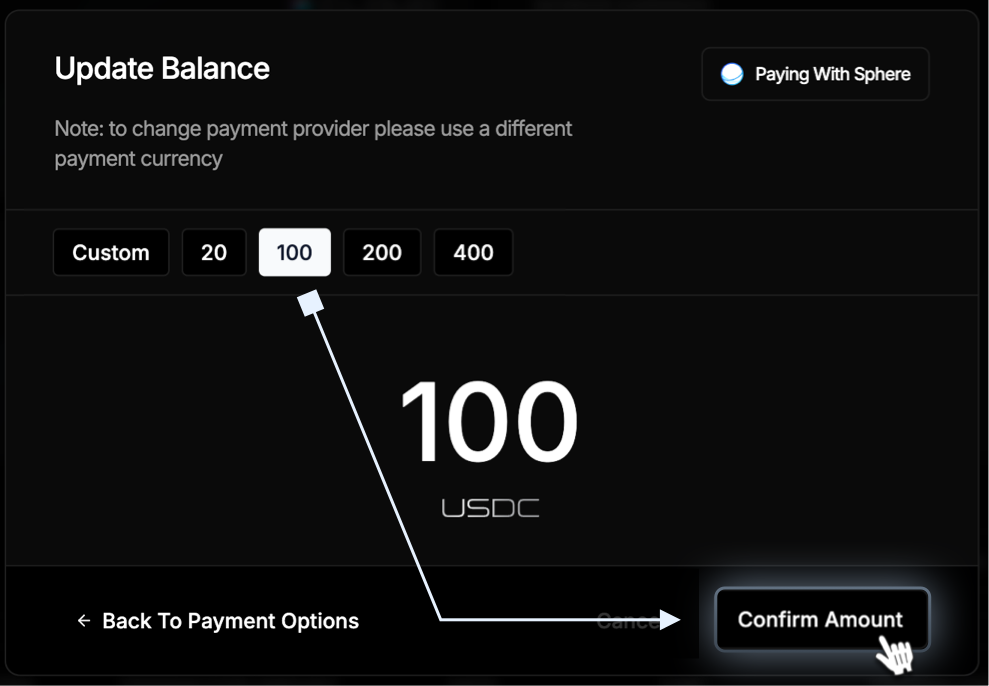 Update Balance
Paying With Sphere
Note: to change payment provider please use a different
payment currency
Custom
20
100
200
400
100
USDC
← Back To Payment Options
Cancel
Confirm Amount